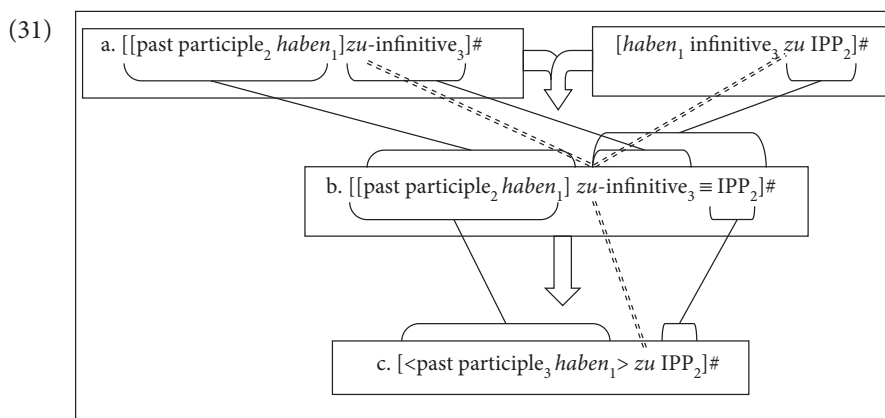 (31)
a. [[past participle₂ haben₁]zu-infinitive₃]#
[haben₁ infinitive₃ zu IPP₂]#
b. [[past participle₂ haben₁] zu-infinitive₃ ≡ IPP₂]#
c. [<past participle₃ haben₁> zu IPP₂]#